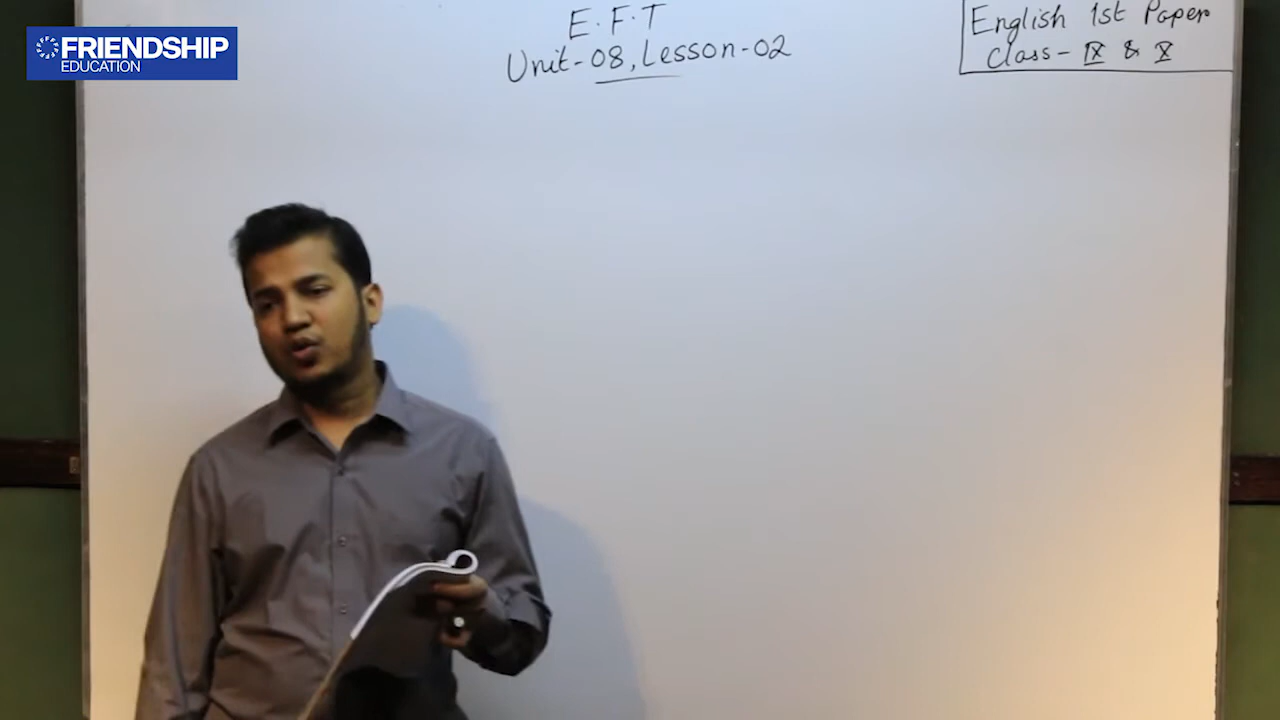 FRIENDSHIP
EDUCATION
E.F.T
Unit-08, Lesson-02
English 1st Paper
Class- IX & X